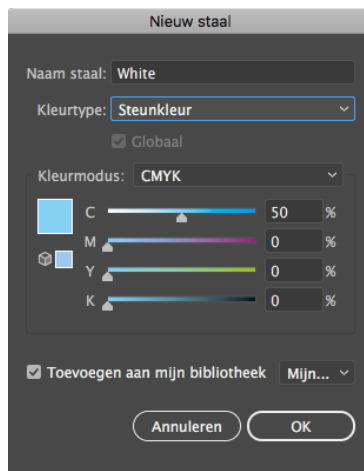 Nieuw staal
Naam staal: White
Kleurtype: Steunkleur
Globaal
Kleurmodus: CMYK
C 50 %
M 0 %
Y 0 %
K 0 %
Toevoegen aan mijn bibliotheek Mijn...
Annuleren OK